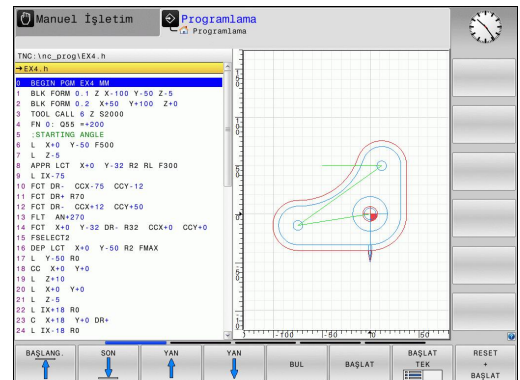 Manuel İşletim
Programlama
Programlama
TNC:\nc_prog\EX4.h
→EX4.h
0 BEGIN PGM EX4 MM
1 BLK FORM 0.1 Z X-100 Y-50 Z-5
2 BLK FORM 0.2 X+50 Y+100 Z+0
3 TOOL CALL 6 Z S2000
4 FN 0: Q55 =+200
5 ;STARTING ANGLE
6 L X+0 Y-50 F500
7 L Z-5
8 APPR LCT X+0 Y-32 R2 RL F300
9 L IX-75
10 FCT DR- CCX-75 CCY-12
11 FCT DR+ R70
12 FCT DR- CCX+12 CCY+50
13 FLT AN+270
14 FCT X+0 Y-32 DR- R32 CCX+0 CCY+0
15 FSELECT2
16 DEP LCT X+0 Y-50 R2 FMAX
17 L Y-50 R0
18 CC X+0 Y+0
19 L Z+10
20 L X+0 Y+0
21 L Z-5
22 L IX+18 R0
23 C X+18 Y+0 DR+
24 L IX-18 R0
-100 -50 0 50
BAŞLANG. SON YAN YAN BUL BAŞLAT BAŞLAT TEK RESET + BAŞLAT